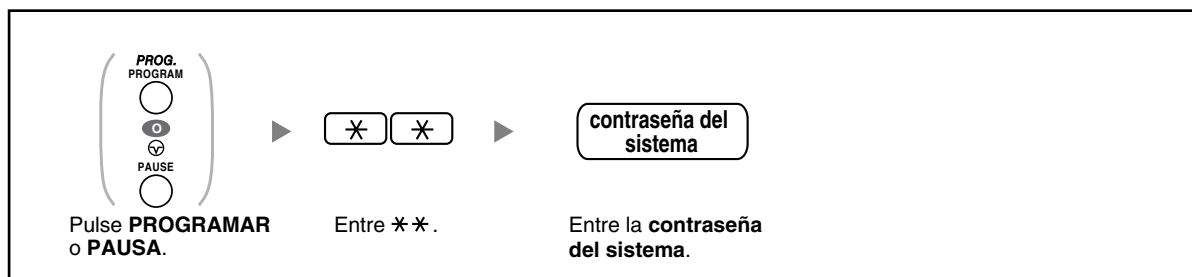 PROG.
PROGRAM
O
PAUSE
Pulse PROGRAMAR
o PAUSA.
Entre ✳✳.
contraseña del
sistema
Entre la contraseña
del sistema.